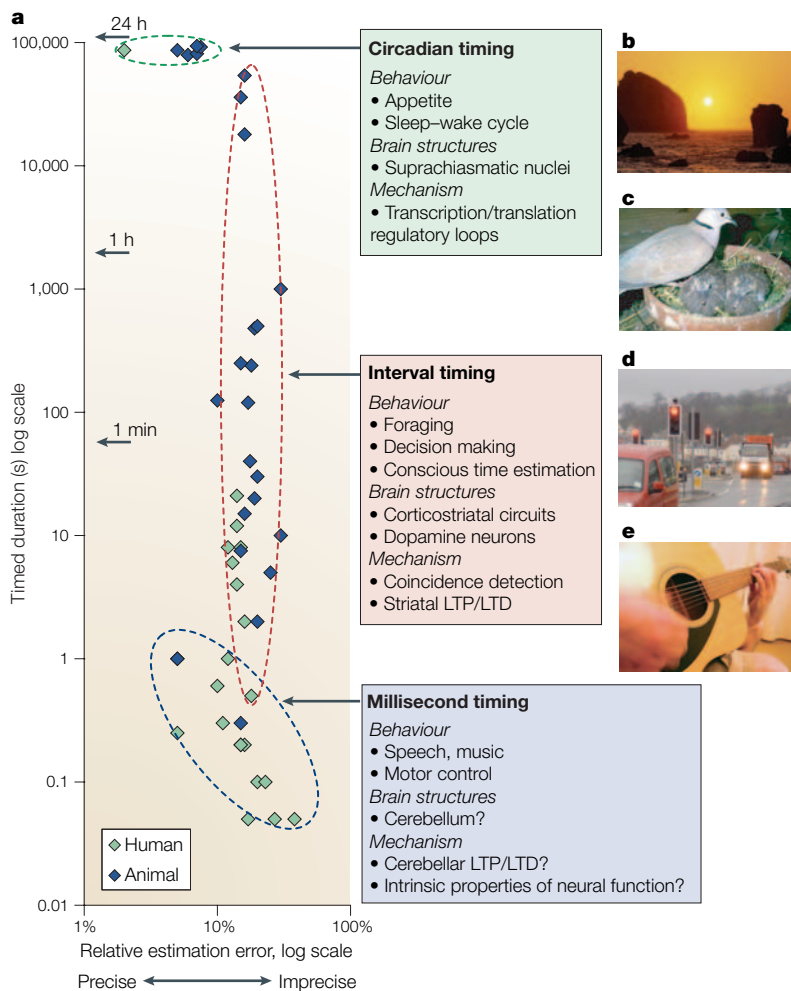 a
24 h
100,000
10,000
1 h
1,000
100
1 min
10
1
0.1
0.01
Timed duration (s) log scale
Human
Animal
1%
10%
100%
Relative estimation error, log scale
Precise
Imprecise
Circadian timing
Behaviour
• Appetite
• Sleep–wake cycle
Brain structures
• Suprachiasmatic nuclei
Mechanism
• Transcription/translation
regulatory loops
Interval timing
Behaviour
• Foraging
• Decision making
• Conscious time estimation
Brain structures
• Corticostriatal circuits
• Dopamine neurons
Mechanism
• Coincidence detection
• Striatal LTP/LTD
Millisecond timing
Behaviour
• Speech, music
• Motor control
Brain structures
• Cerebellum?
Mechanism
• Cerebellar LTP/LTD?
• Intrinsic properties of neural function?
b
c
d
e